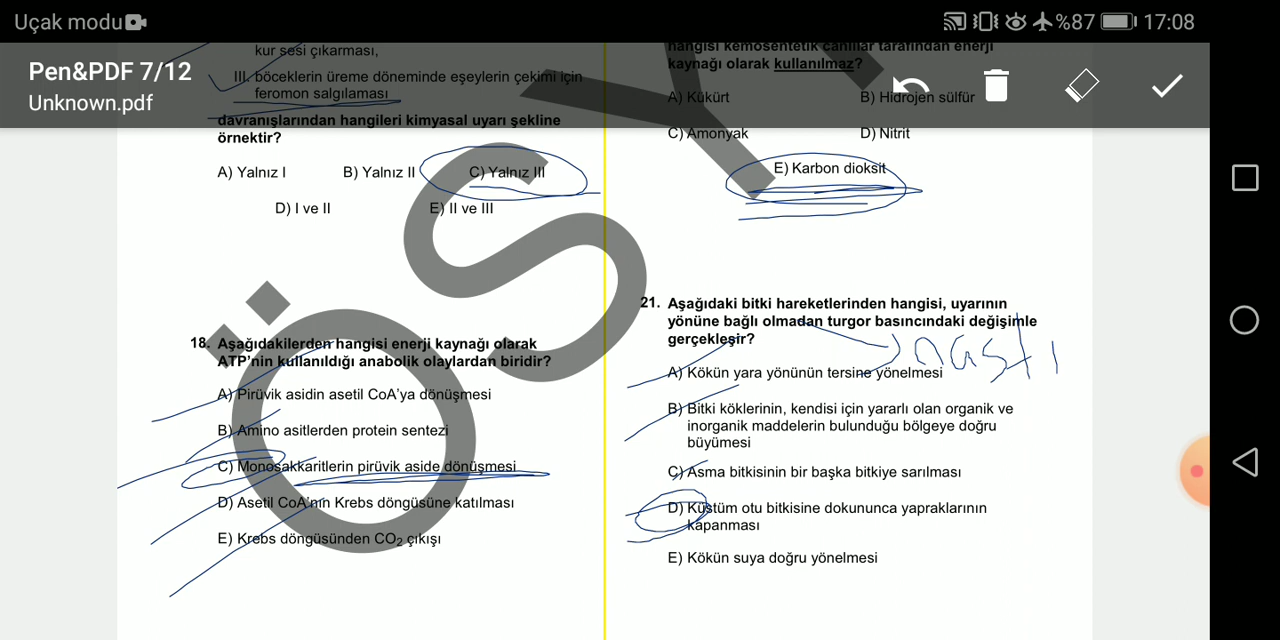 Uçak modu
%87
17:08
Pen&PDF 7/12
Unknown.pdf
kur sesi çıkarması,
III. böceklerin üreme döneminde eşeylerin çekimi için
feromon salgılaması
davranışlarından hangileri kimyasal uyarı şekline
örnektir?
A) Yalnız I
B) Yalnız II
C) Yalnız III
D) I ve II
E) II ve III
18. Aşağıdakilerden hangisi enerji kaynağı olarak
ATP'nin kullanıldığı anabolik olaylardan biridir?
A) Pirüvik asidin asetil CoA'ya dönüşmesi
B) Amino asitlerden protein sentezi
C) Monosakkaritlerin pirüvik aside dönüşmesi
D) Asetil CoA'nın Krebs döngüsüne katılması
E) Krebs döngüsünden CO₂ çıkışı
hangisi kemosentetik canlılar tarafından enerji
kaynağı olarak kullanılmaz?
A) Kükürt
B) Hidrojen sülfür
C) Amonyak
D) Nitrit
E) Karbon dioksit
21. Aşağıdaki bitki hareketlerinden hangisi, uyarının
yönüne bağlı olmadan turgor basıncındaki değişimle
gerçekleşir?
nasti
A) Kökün yara yönünün tersine yönelmesi
B) Bitki köklerinin, kendisi için yararlı olan organik ve
inorganik maddelerin bulunduğu bölgeye doğru
büyümesi
C) Asma bitkisinin bir başka bitkiye sarılması
D) Küstüm otu bitkisine dokununca yapraklarının
kapanması
E) Kökün suya doğru yönelmesi
ÖSY